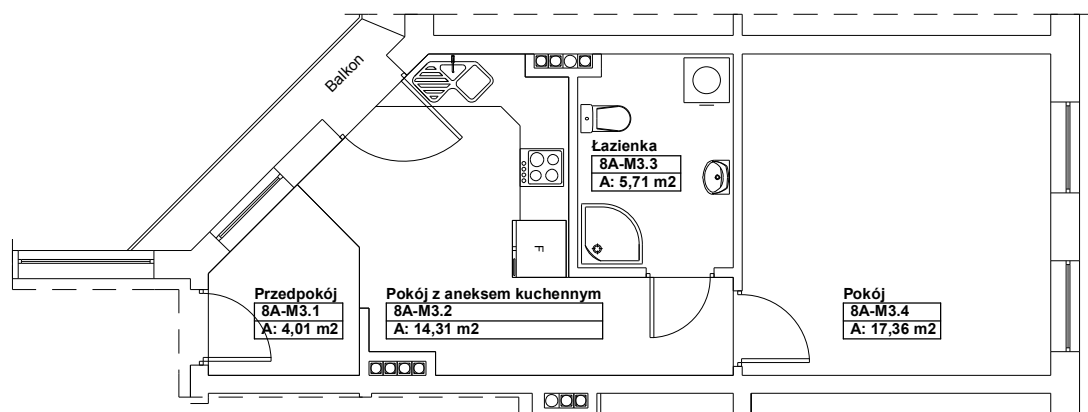 Balkon
Łazienka
8A-M3.3
A: 5,71 m2
F
Przedpokój
8A-M3.1
A: 4,01 m2
Pokój z aneksem kuchennym
8A-M3.2
A: 14,31 m2
Pokój
8A-M3.4
A: 17,36 m2